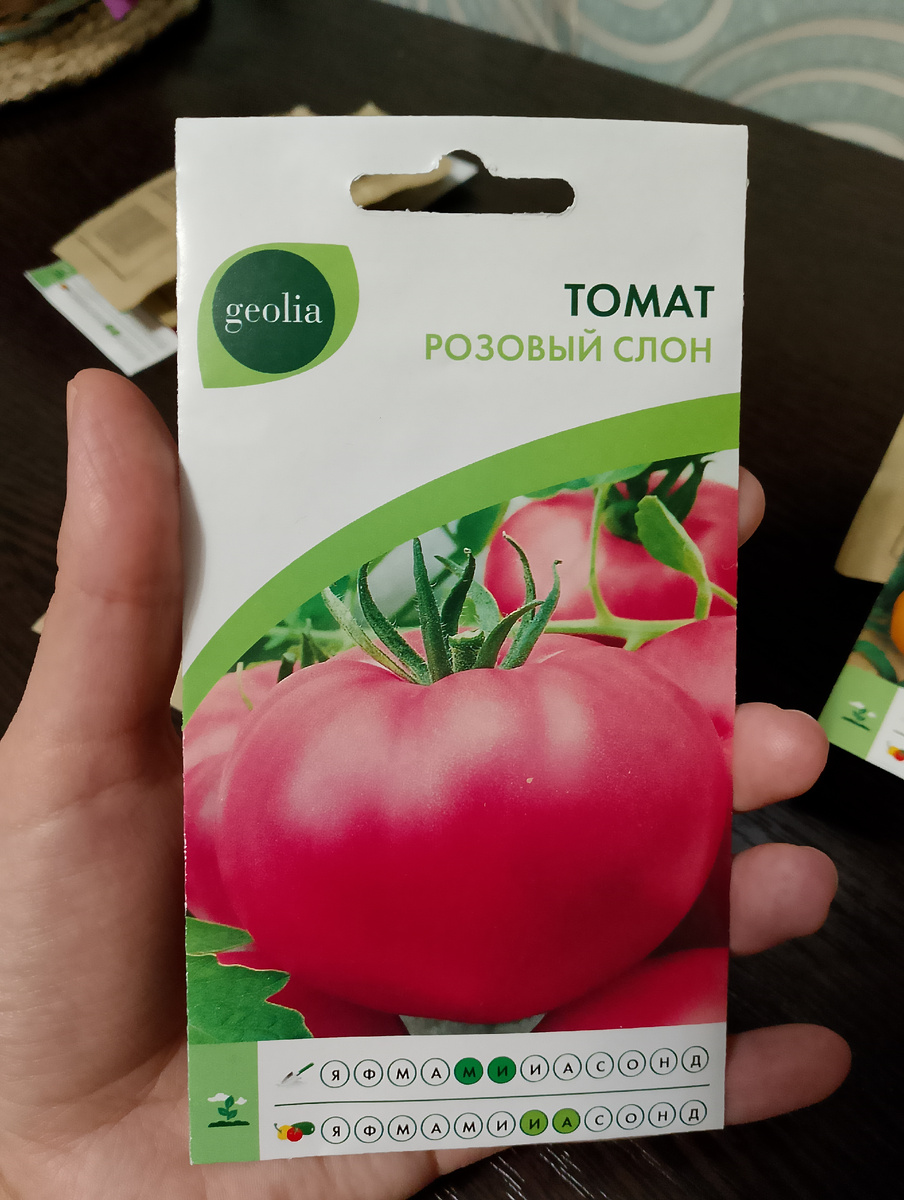 geolia
ТОМАТ
РОЗОВЫЙ СЛОН
Я Ф М А М И И А С О Н Д
Я Ф М А М И И А С О Н Д